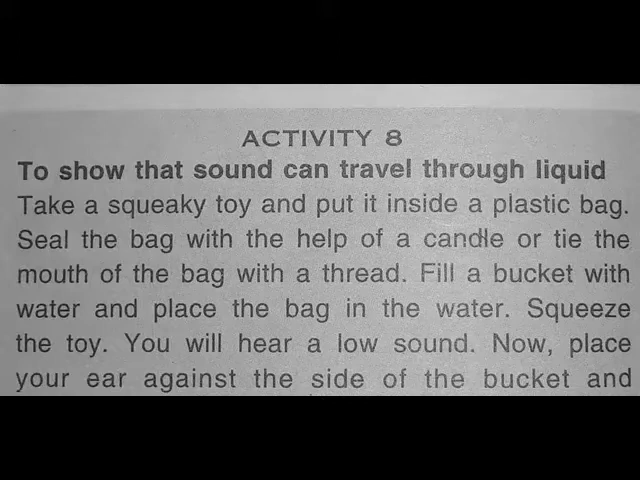 ACTIVITY 8
To show that sound can travel through liquid
Take a squeaky toy and put it inside a plastic bag.
Seal the bag with the help of a candle or tie the
mouth of the bag with a thread. Fill a bucket with
water and place the bag in the water. Squeeze
the toy. You will hear a low sound. Now, place
your ear against the side of the bucket and